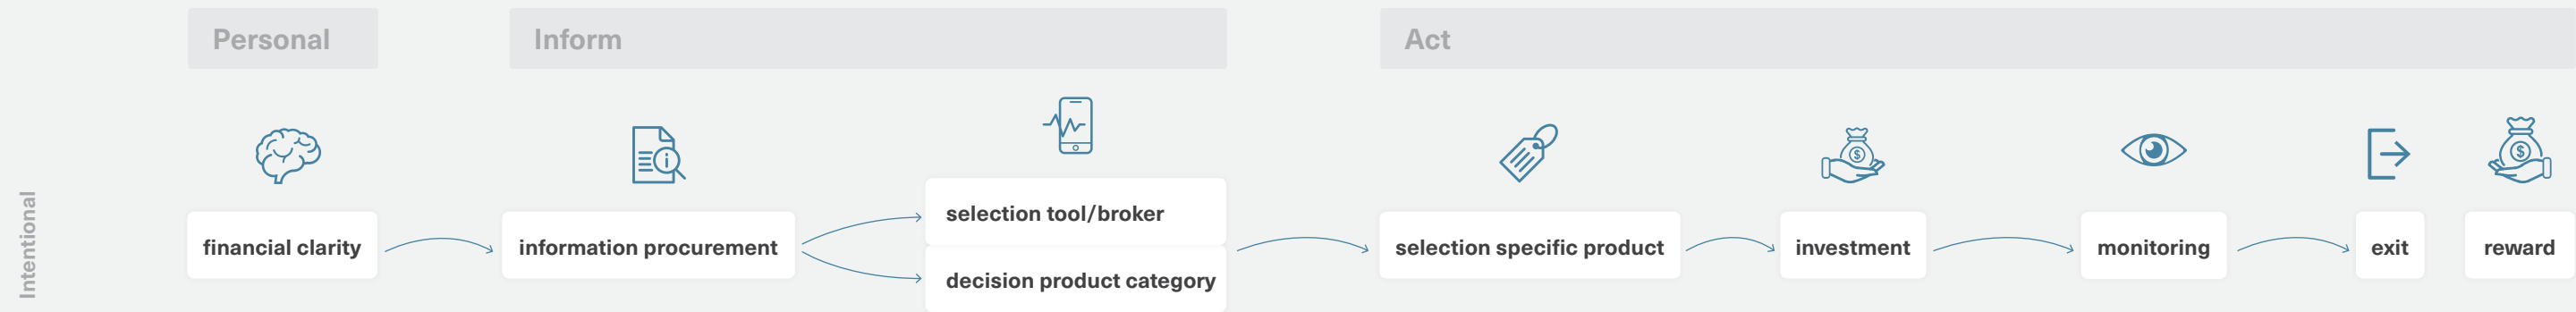 Personal
Inform
Act
Intentional
financial clarity
information procurement
selection tool/broker
decision product category
selection specific product
investment
monitoring
exit
reward